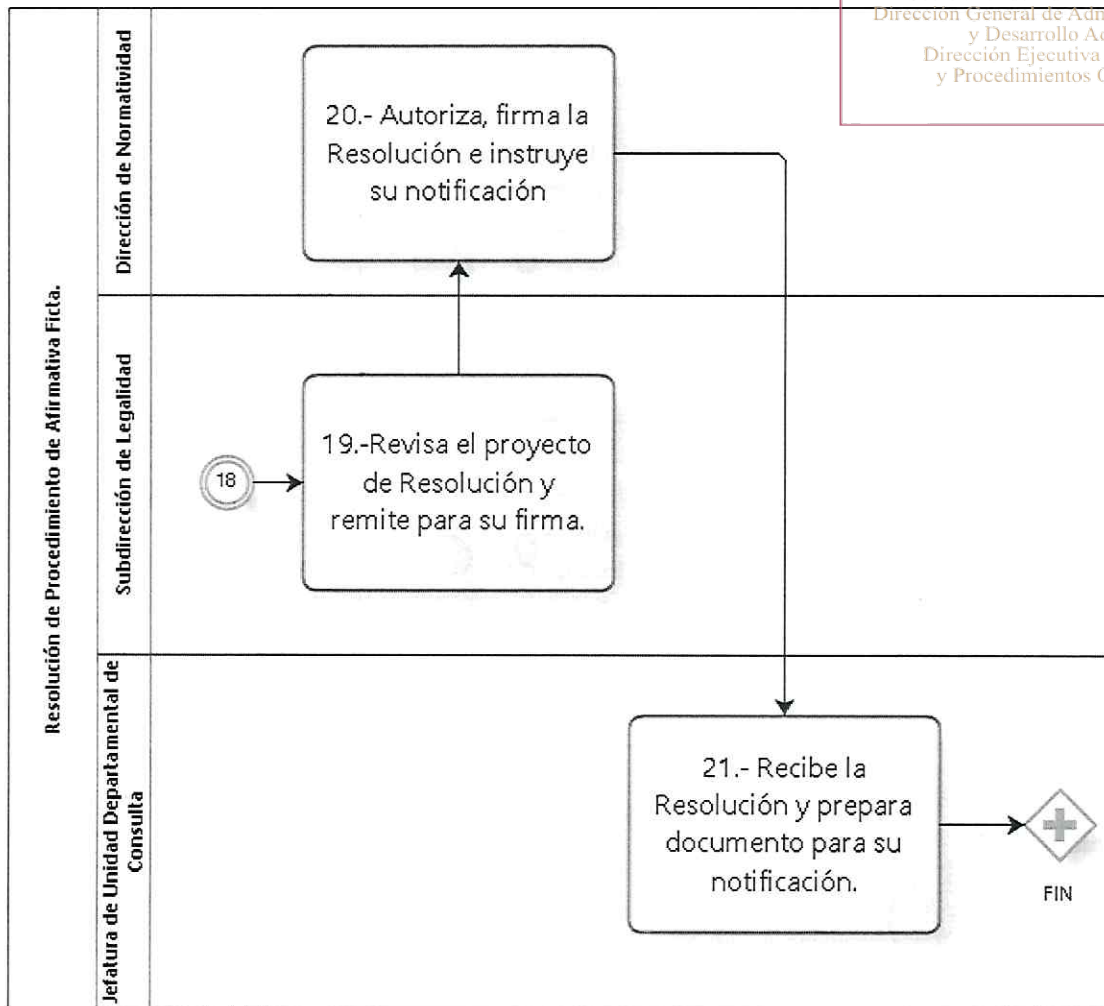 Dirección General de Adm
y Desarrollo Ad
Dirección Ejecutiva
y Procedimientos
Resolución de Procedimiento de Afirmativa Ficta.
Dirección de Normatividad
20.- Autoriza, firma la
Resolución e instruye
su notificación
Subdirección de Legalidad
18
19.-Revisa el proyecto
de Resolución y
remite para su firma.
Jefatura de Unidad Departamental de
Consulta
21.- Recibe la
Resolución y prepara
documento para su
notificación.
FIN